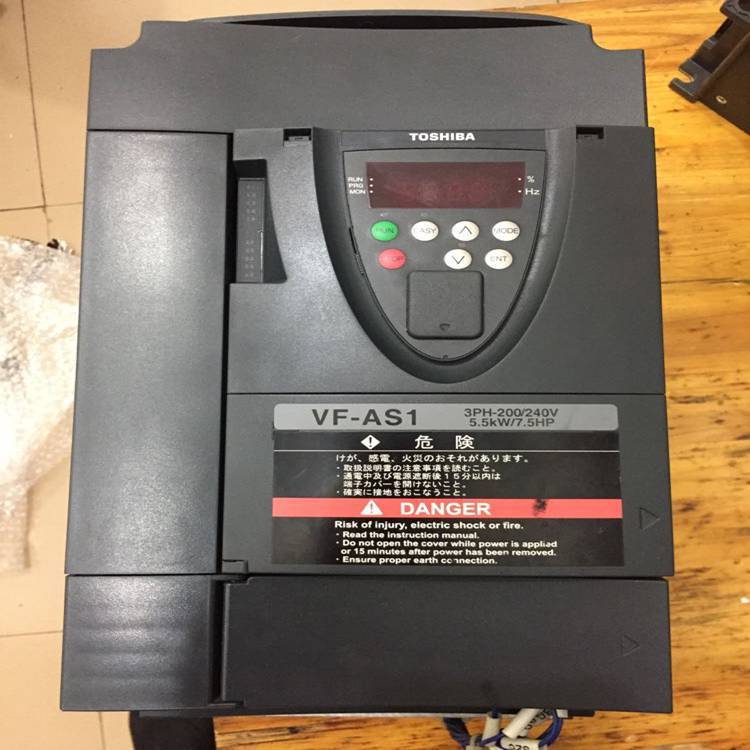 TOSHIBA
RUN
PRG
MON
%
Hz
RUN
EASY
MODE
STOP
ENT
VF-AS1
3PH-200/240V
5.5kW/7.5HP
危険
けが、感電、火災のおそれがあります。
・取扱説明書の注意事項を読むこと。
・通電中及び電源遮断後15分以内は
端子カバーを開けないこと。
・確実に接地をおこなうこと。
DANGER
Risk of injury, electric shock or fire.
・Read the instruction manual.
・Do not open the cover while power is applied
or 15 minutes after power has been removed.
・Ensure proper earth connection.